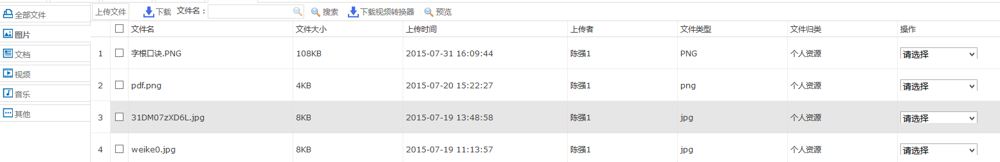 全部文件
图片
文档
视频
音乐
其他
上传文件 下载 文件名： 搜索 下载视频转换器 预览
文件名 文件大小 上传时间 上传者 文件类型 文件归类 操作
1 字根口诀.PNG 108KB 2015-07-31 16:09:44 陈强1 PNG 个人资源 请选择
2 pdf.png 4KB 2015-07-20 15:22:27 陈强1 png 个人资源 请选择
3 31DM07zXD6L.jpg 8KB 2015-07-19 13:48:58 陈强1 jpg 个人资源 请选择
4 weike0.jpg 8KB 2015-07-19 11:13:57 陈强1 jpg 个人资源 请选择